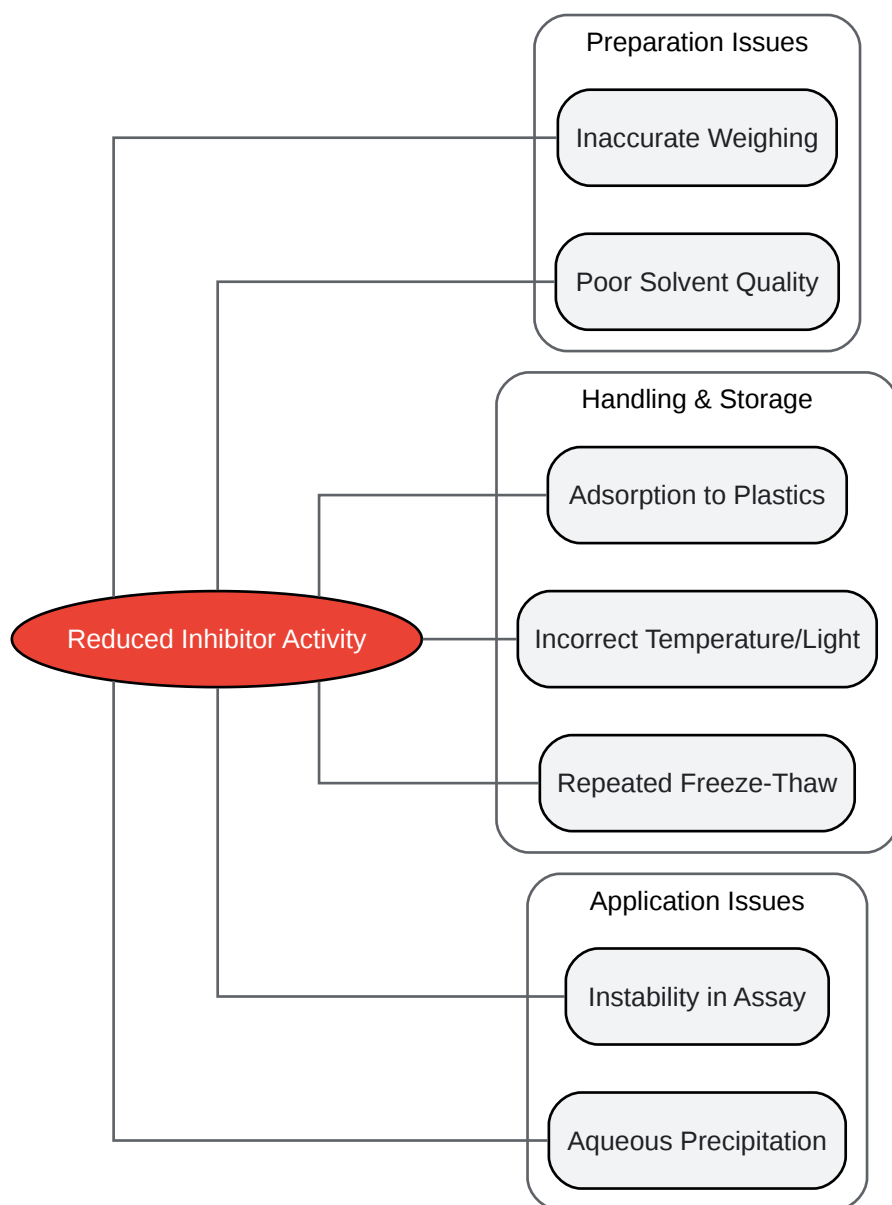 Preparation Issues
Inaccurate Weighing
Poor Solvent Quality
Handling & Storage
Adsorption to Plastics
Reduced Inhibitor Activity
Incorrect Temperature/Light
Repeated Freeze-Thaw
Application Issues
Instability in Assay
Aqueous Precipitation